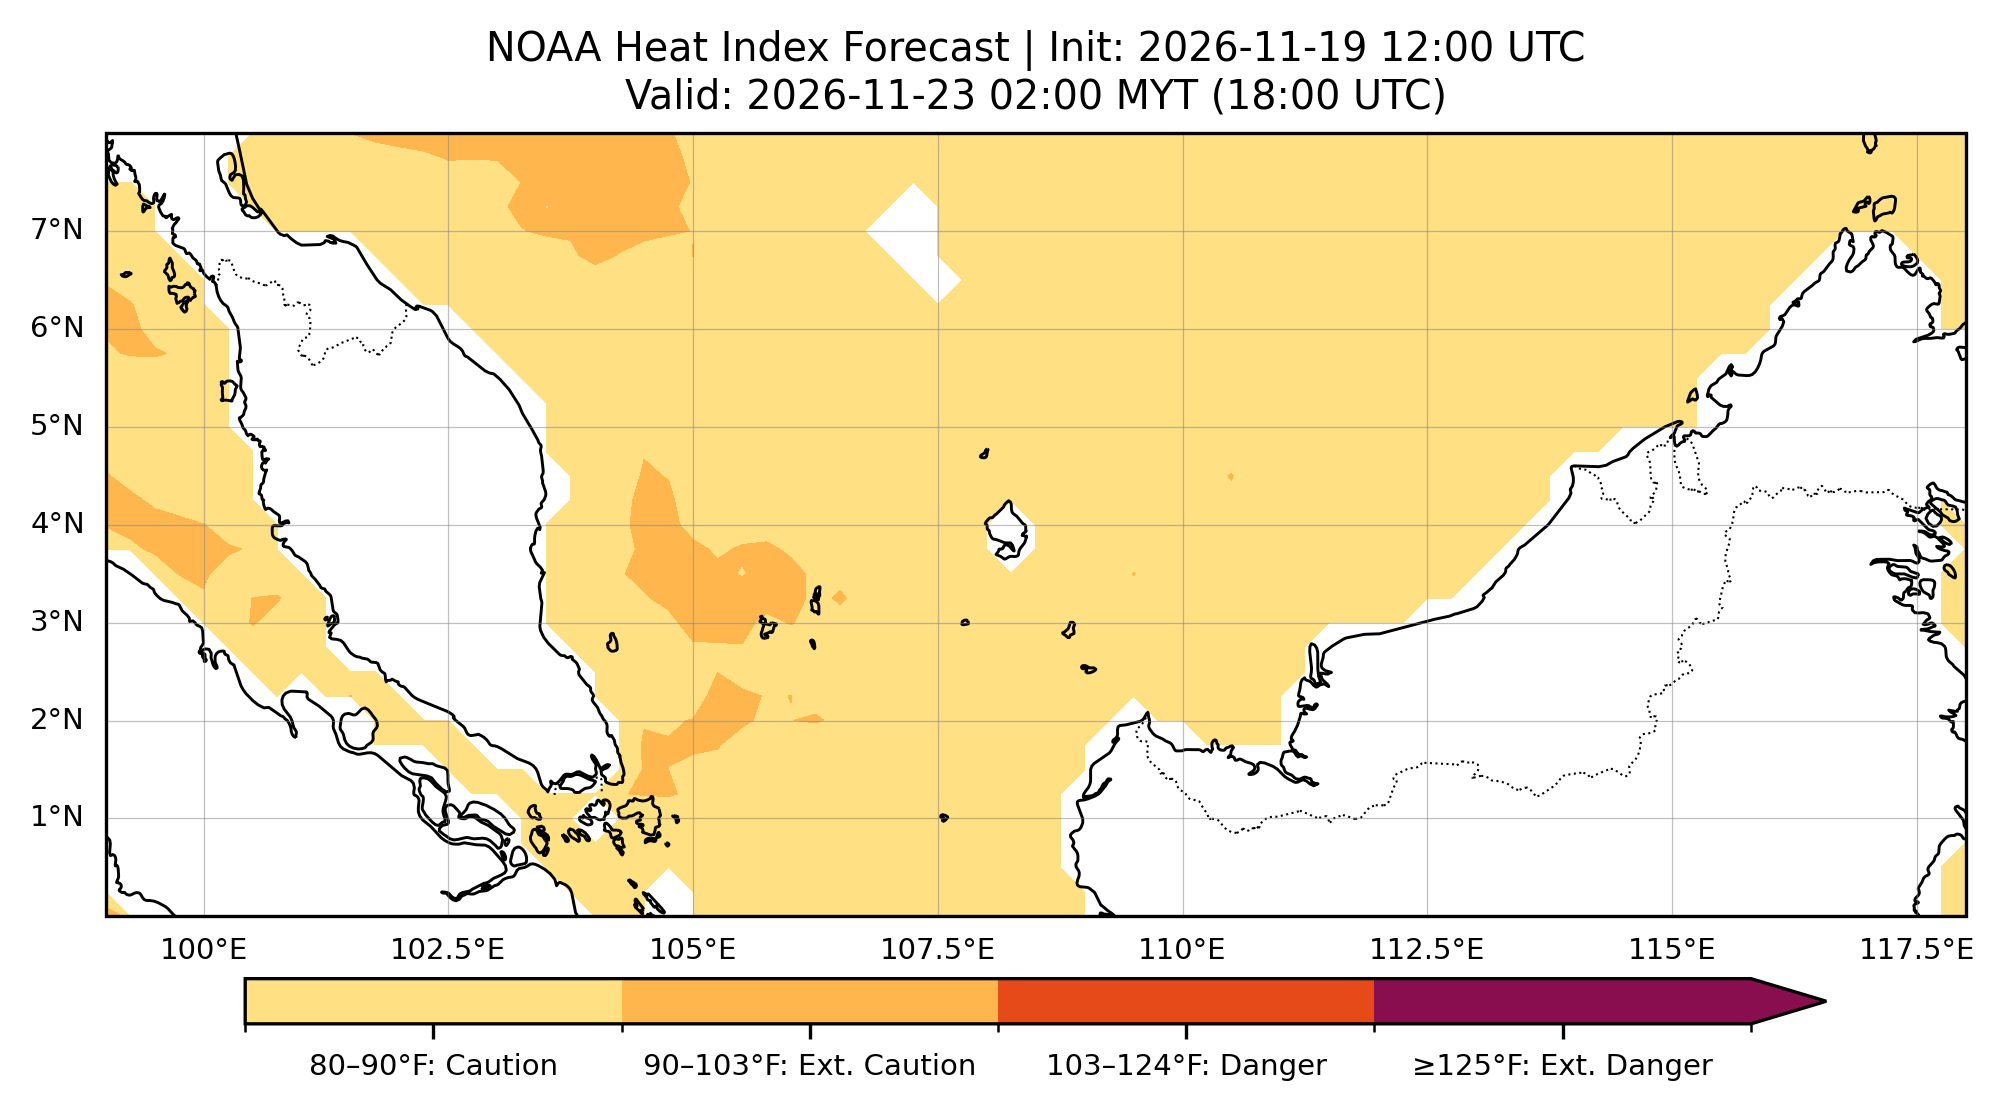 NOAA Heat Index Forecast | Init: 2026-11-19 12:00 UTC
Valid: 2026-11-23 02:00 MYT (18:00 UTC)
7°N
6°N
5°N
4°N
3°N
2°N
1°N
100°E 102.5°E 105°E 107.5°E 110°E 112.5°E 115°E 117.5°E
80–90°F: Caution 90–103°F: Ext. Caution 103–124°F: Danger ≥125°F: Ext. Danger